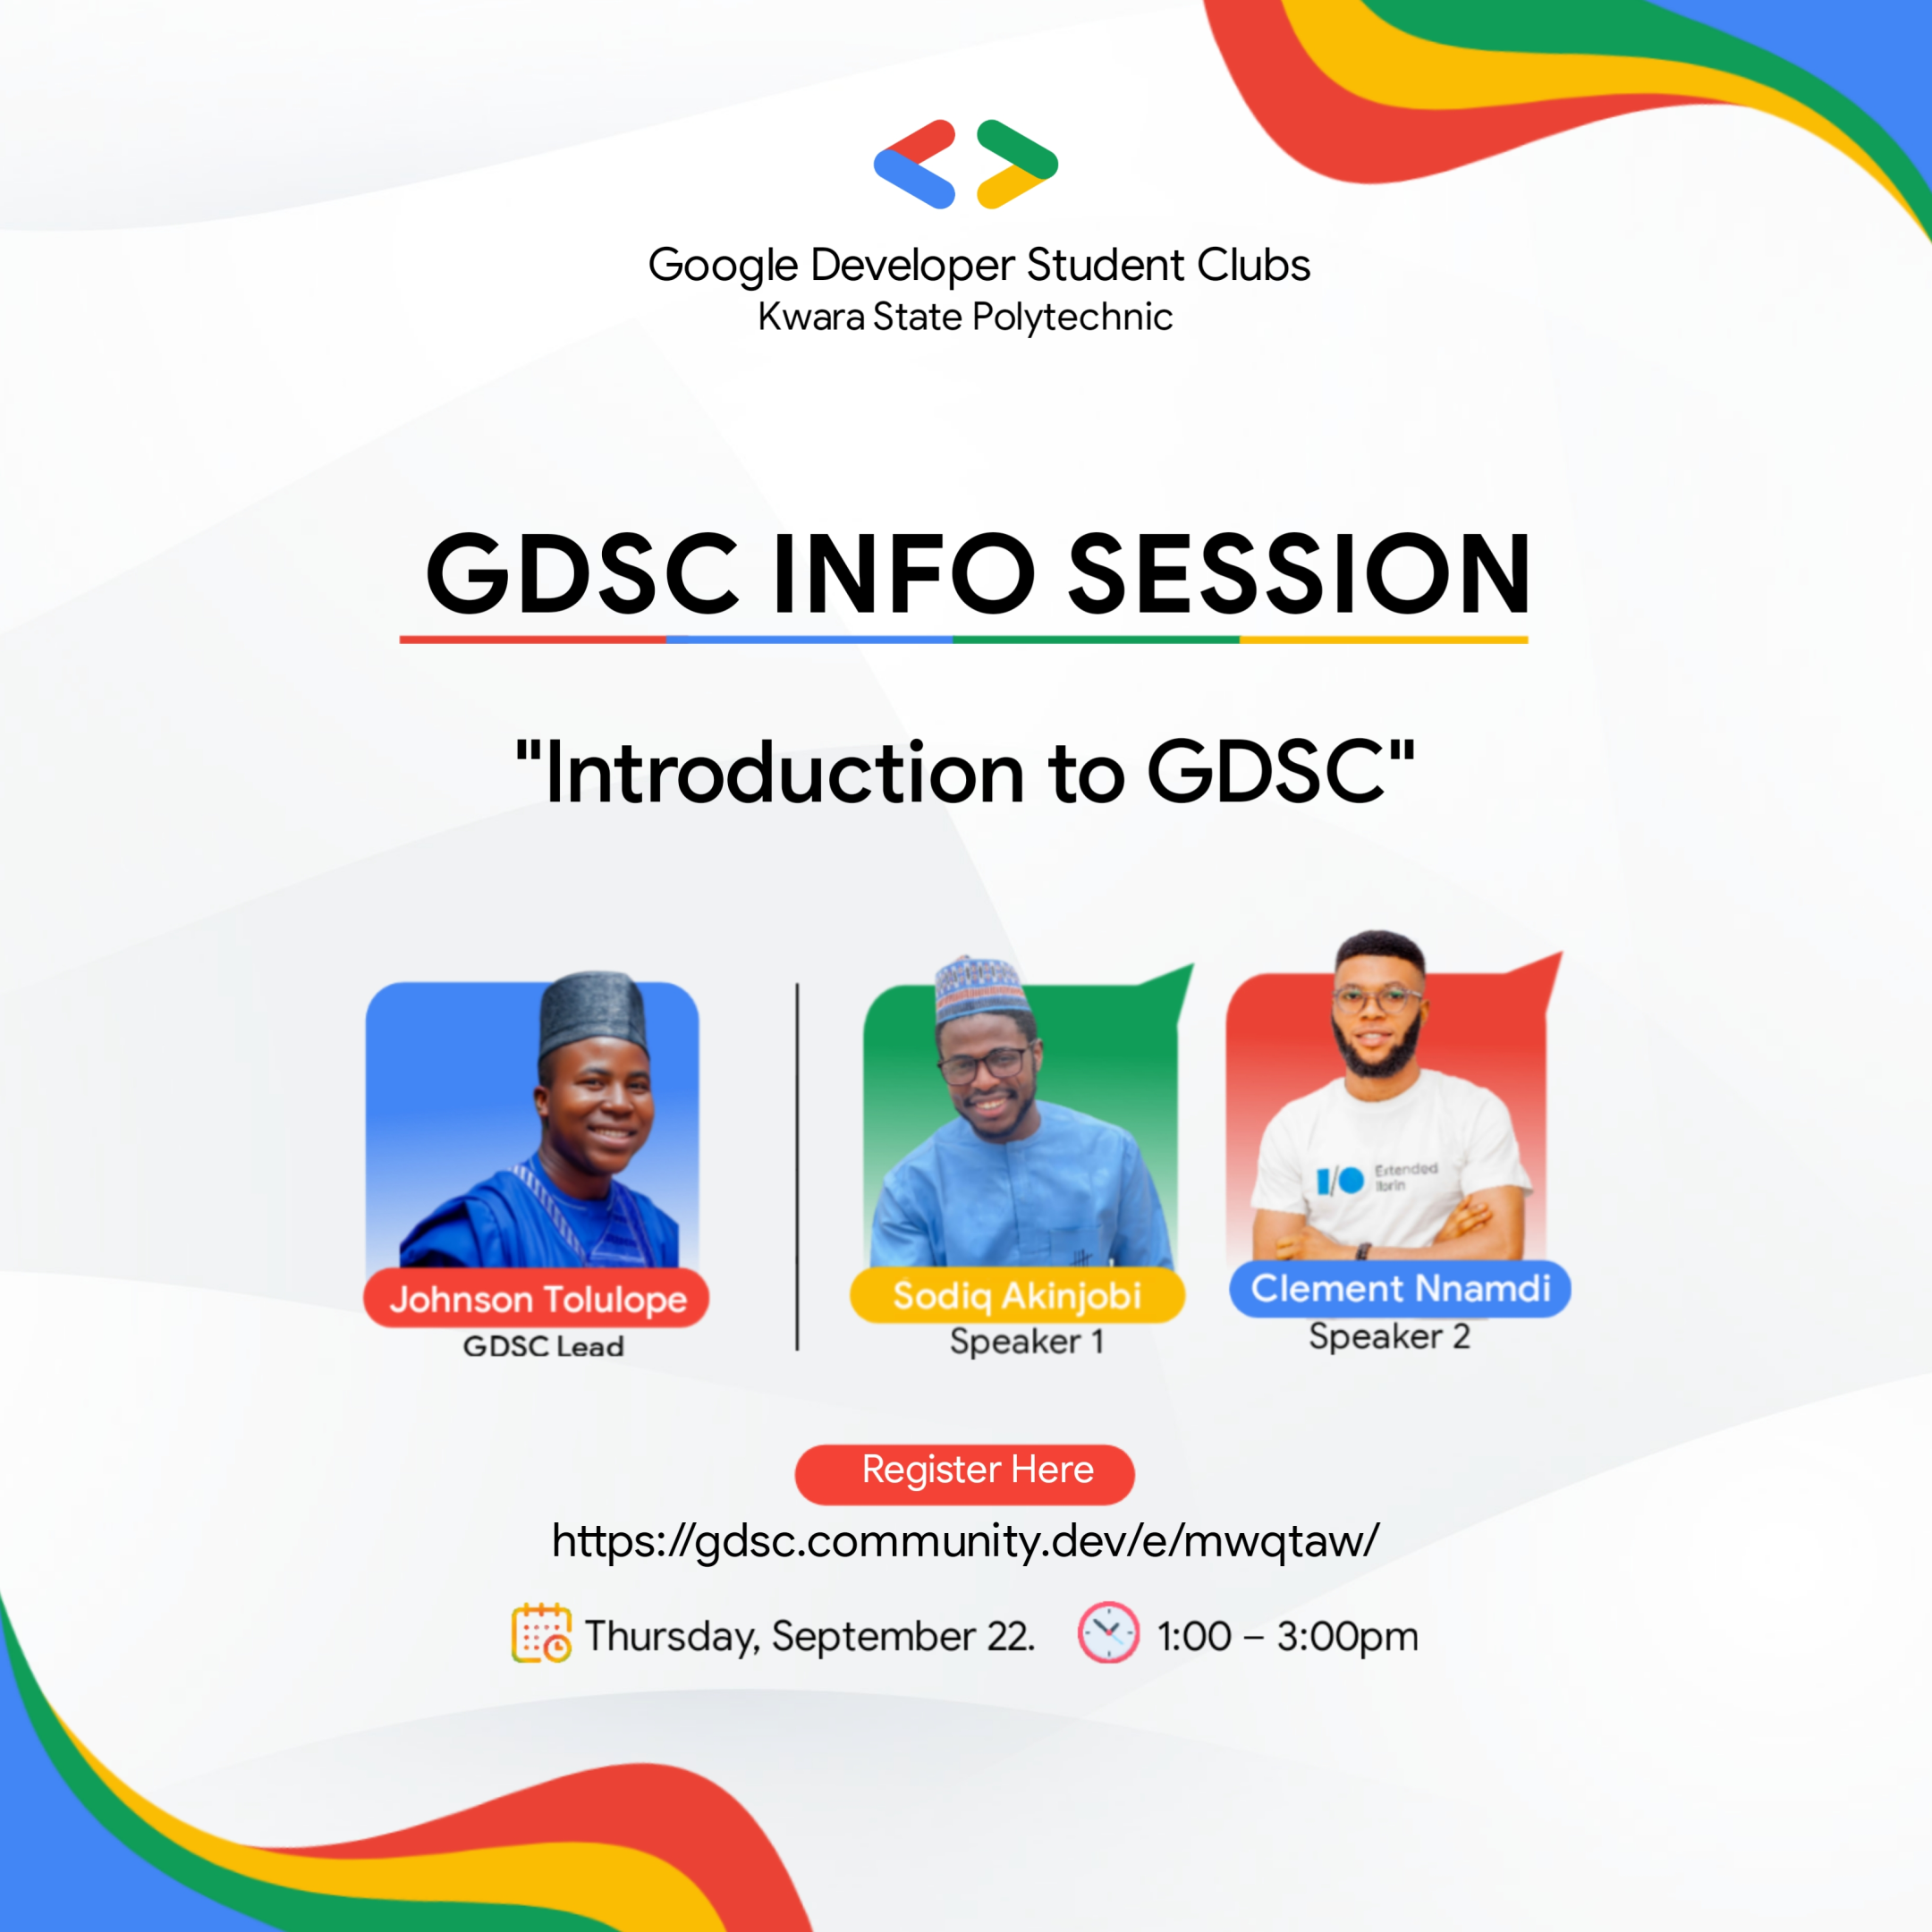 Google Developer Student Clubs
Kwara State Polytechnic
GDSC INFO SESSION
"Introduction to GDSC"
I/O Extended
Ilorin
Johnson Tolulope
GDSC Lead
Sodiq Akinjobi
Speaker 1
Clement Nnamdi
Speaker 2
Register Here
https://gdsc.community.dev/e/mwqtaw/
Thursday, September 22. 1:00 – 3:00pm